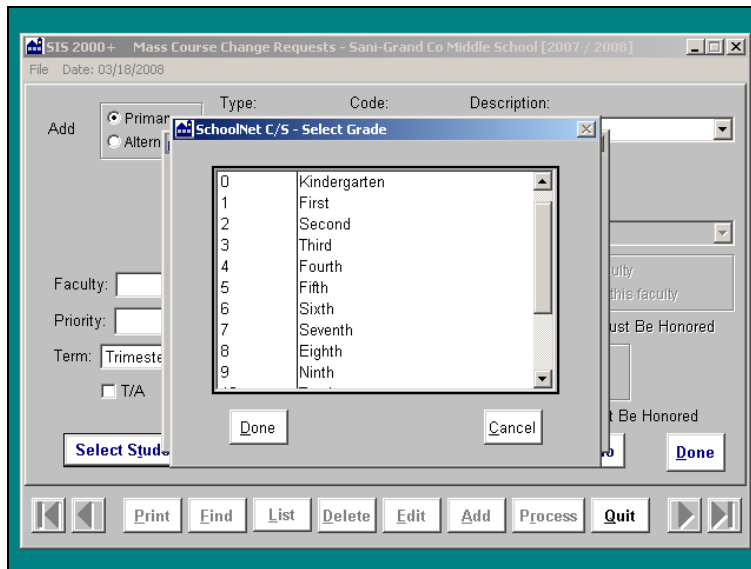 SIS 2000+ Mass Course Change Requests - Sani-Grand Co Middle School [2007 / 2008]
File Date: 03/18/2008
Type: Code: Description:
Add
Primar
Altern
SchoolNet C/S - Select Grade
0 Kindergarten
1 First
2 Second
3 Third
4 Fourth
5 Fifth
6 Sixth
7 Seventh
8 Eighth
9 Ninth
Faculty:
ulty
this faculty
Priority:
ust Be Honored
Term: Trimeste
T/A
t Be Honored
Done Cancel
Select Stud
Done
Print Find List Delete Edit Add Process Quit